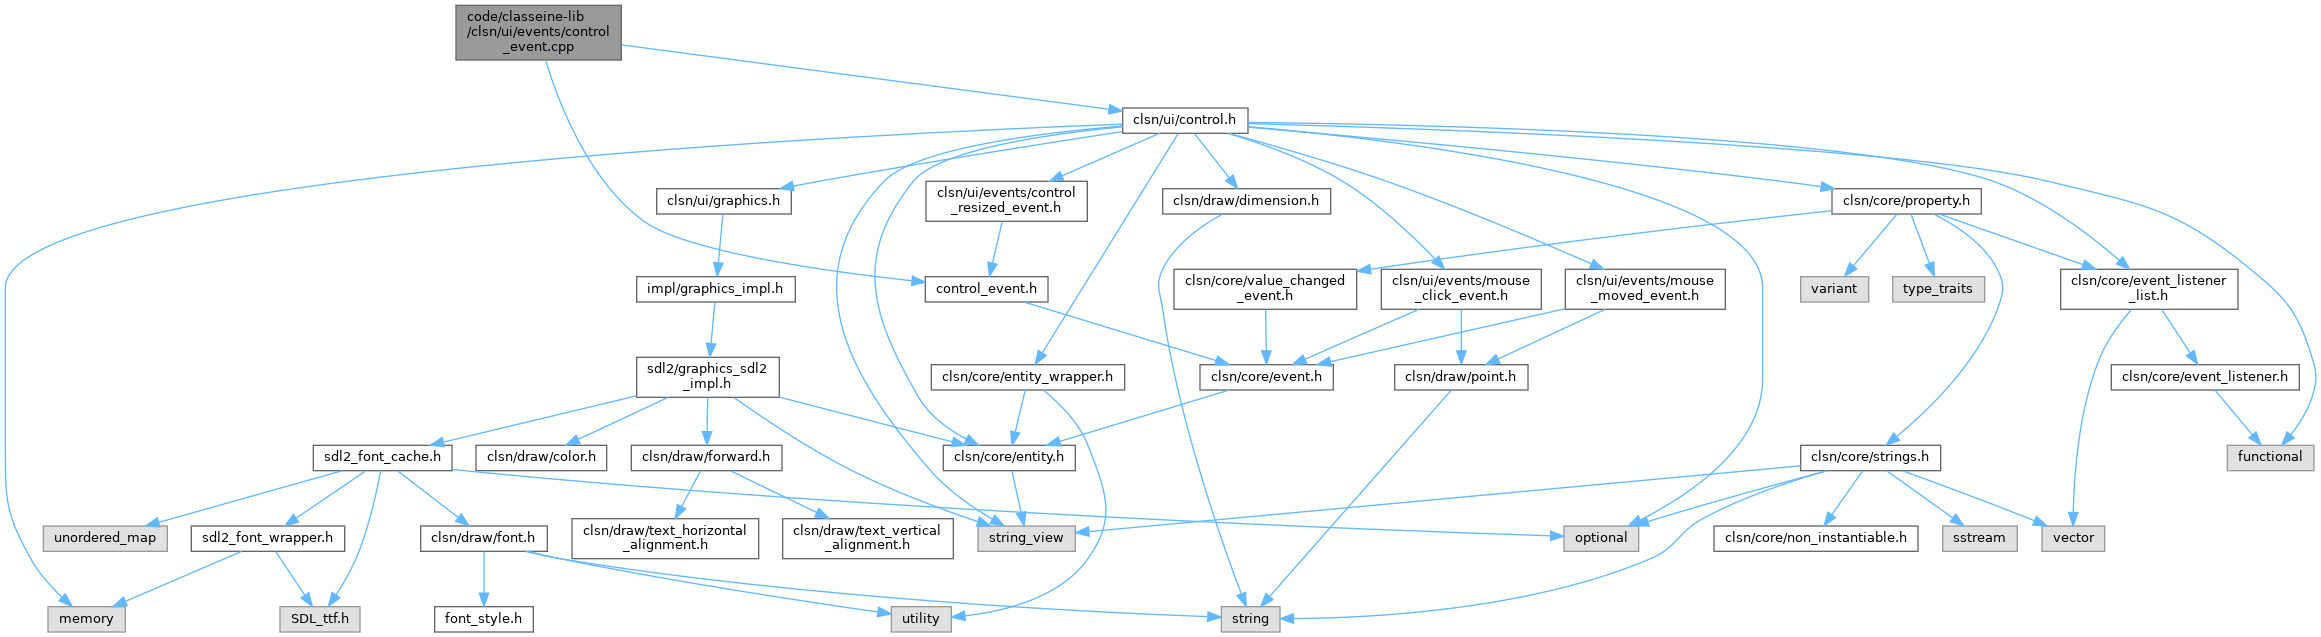 code/classeine-lib
/clsn/ui/events/control
_event.cpp
clsn/ui/control.h
clsn/ui/graphics.h
clsn/ui/events/control
_resized_event.h
clsn/draw/dimension.h
clsn/core/property.h
impl/graphics_impl.h
control_event.h
clsn/core/value_changed
_event.h
clsn/ui/events/mouse
_click_event.h
clsn/ui/events/mouse
_moved_event.h
variant
type_traits
clsn/core/event_listener
_list.h
sdl2/graphics_sdl2
_impl.h
clsn/core/entity_wrapper.h
clsn/core/event.h
clsn/draw/point.h
clsn/core/event_listener.h
sdl2_font_cache.h
clsn/draw/color.h
clsn/draw/forward.h
clsn/core/entity.h
clsn/core/strings.h
functional
unordered_map
sdl2_font_wrapper.h
clsn/draw/font.h
clsn/draw/text_horizontal
_alignment.h
clsn/draw/text_vertical
_alignment.h
string_view
optional
clsn/core/non_instantiable.h
sstream
vector
memory
SDL_ttf.h
font_style.h
utility
string